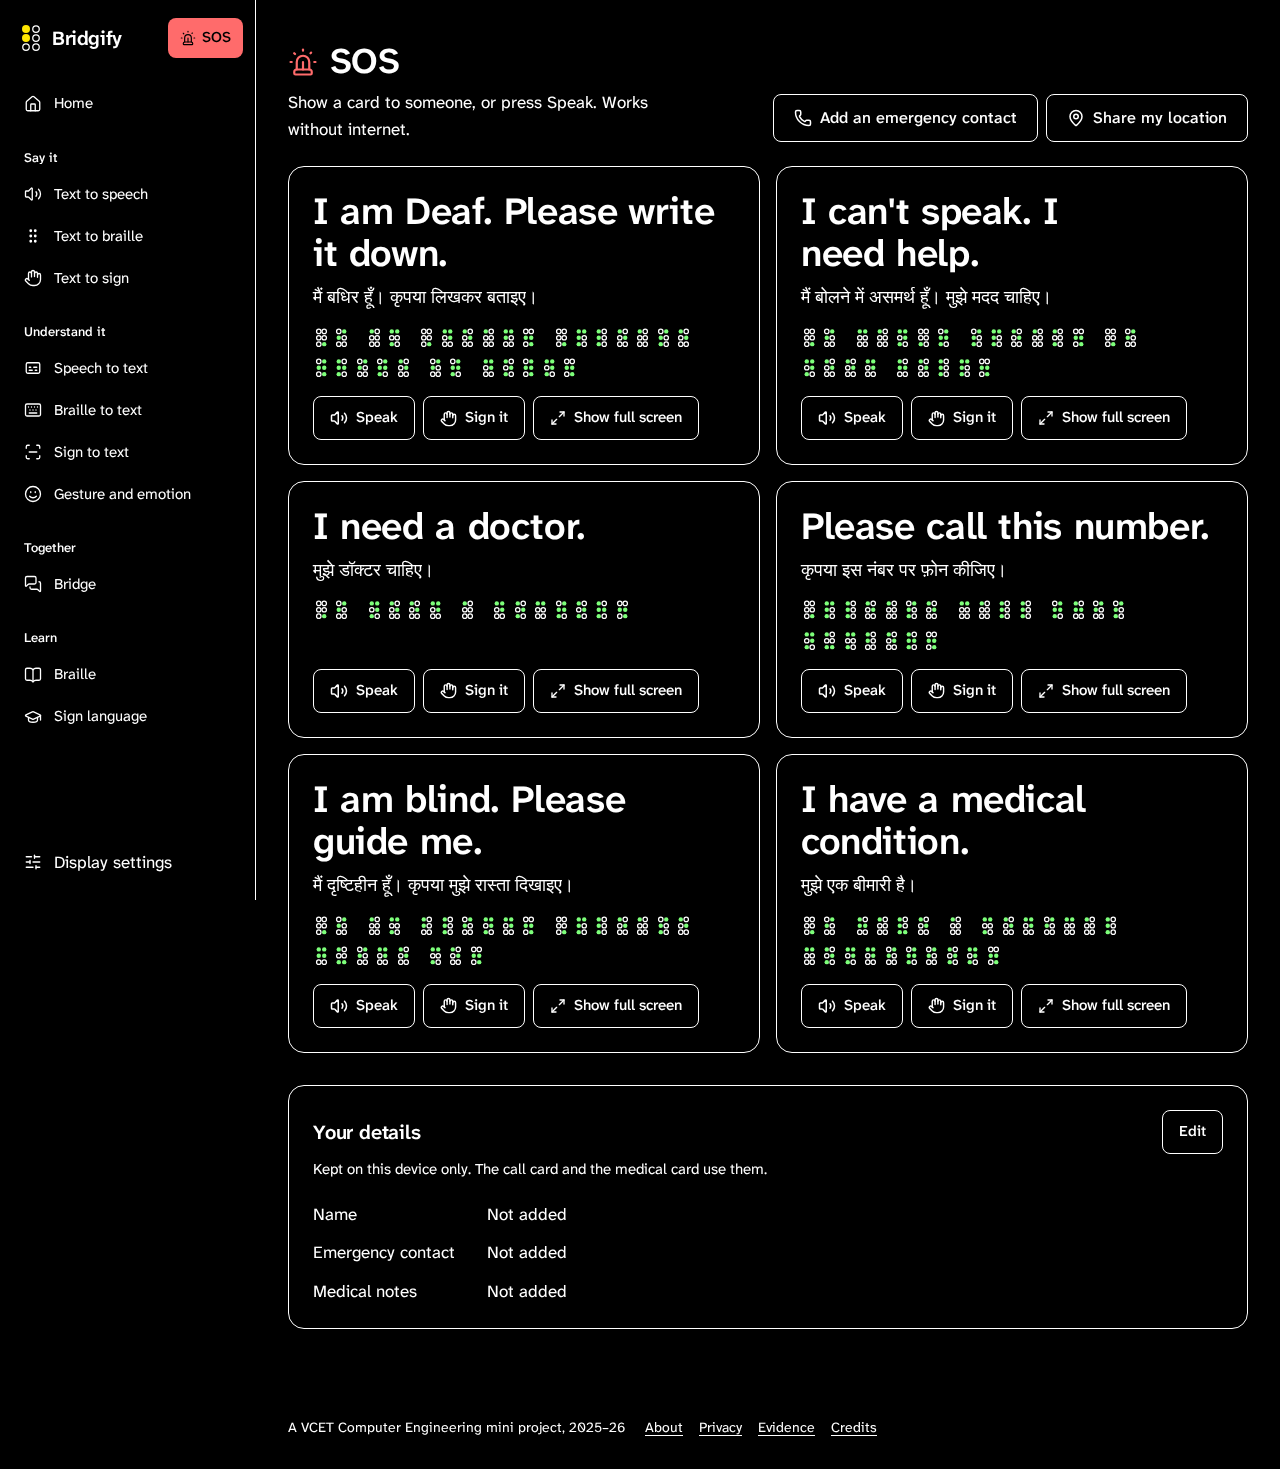 Bridgify
SOS
Home
Say it
Text to speech
Text to braille
Text to sign
Understand it
Speech to text
Braille to text
Sign to text
Gesture and emotion
Together
Bridge
Learn
Braille
Sign language
Display settings
SOS
Show a card to someone, or press Speak. Works
without internet.
Add an emergency contact
Share my location
I am Deaf. Please write
it down.
मैं बधिर हूँ। कृपया लिखकर बताइए।
Speak
Sign it
Show full screen
I can't speak. I
need help.
मैं बोलने में असमर्थ हूँ। मुझे मदद चाहिए।
Speak
Sign it
Show full screen
I need a doctor.
मुझे डॉक्टर चाहिए।
Speak
Sign it
Show full screen
Please call this number.
कृपया इस नंबर पर फ़ोन कीजिए।
Speak
Sign it
Show full screen
I am blind. Please
guide me.
मैं दृष्टिहीन हूँ। कृपया मुझे रास्ता दिखाइए।
Speak
Sign it
Show full screen
I have a medical
condition.
मुझे एक बीमारी है।
Speak
Sign it
Show full screen
Your details
Edit
Kept on this device only. The call card and the medical card use them.
Name Not added
Emergency contact Not added
Medical notes Not added
A VCET Computer Engineering mini project, 2025–26 About Privacy Evidence Credits